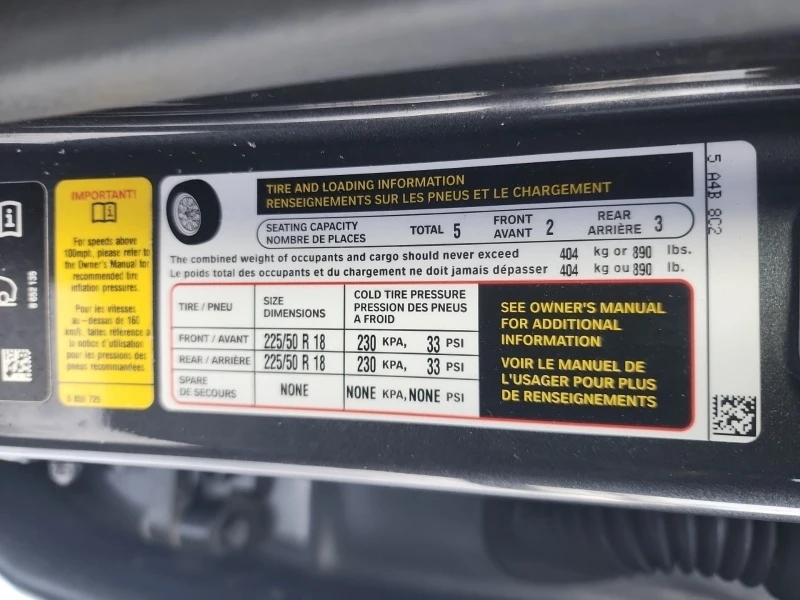 IMPORTANT!
For speeds above
100mph, please refer to
the Owner's Manual for
recommended tire
inflation pressures.
Pour les vitesses
au-dessus de 160
km/h, faites référence à
la notice d'utilisation
pour les pressions des
pneus recommandées
TIRE AND LOADING INFORMATION
RENSEIGNEMENTS SUR LES PNEUS ET LE CHARGEMENT
SEATING CAPACITY
NOMBRE DE PLACES
TOTAL 5
FRONT
AVANT 2
REAR
ARRIÈRE 3
The combined weight of occupants and cargo should never exceed 404 kg or 890 lbs.
Le poids total des occupants et du chargement ne doit jamais dépasser 404 kg ou 890 lb.
TIRE / PNEU
SIZE
DIMENSIONS
COLD TIRE PRESSURE
PRESSION DES PNEUS
A FROID
FRONT / AVANT 225/50 R 18 230 KPA, 33 PSI
REAR / ARRIÈRE 225/50 R 18 230 KPA, 33 PSI
SPARE
DE SECOURS
NONE NONE KPA, NONE PSI
SEE OWNER'S MANUAL
FOR ADDITIONAL
INFORMATION
VOIR LE MANUEL DE
L'USAGER POUR PLUS
DE RENSEIGNEMENTS
5 A4B 8C2